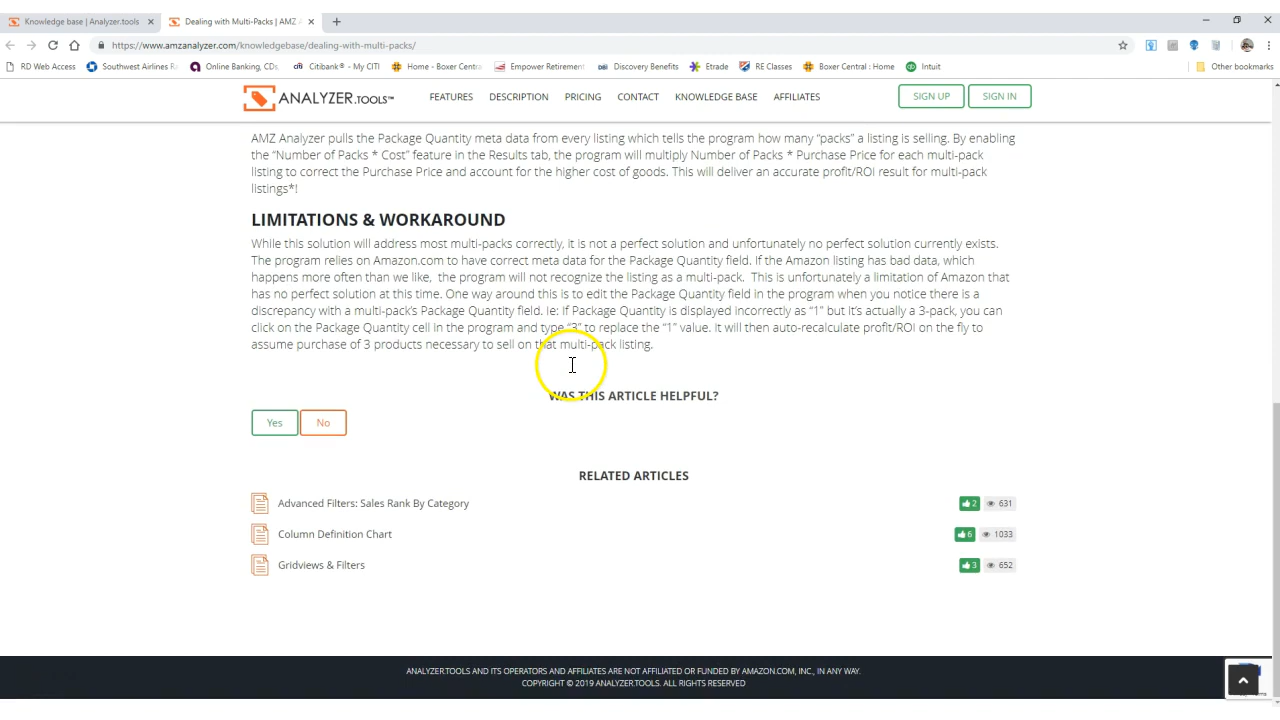 Knowledge base | Analyzer.tools
Dealing with Multi-Packs | AMZ A
https://www.amzanalyzer.com/knowledgebase/dealing-with-multi-packs/
RD Web Access
Southwest Airlines
Online Banking, CDs
Citibank® - My CITI
Home - Boxer Centr
Empower Retirement
Discovery Benefits
Etrade
RE Classes
Boxer Central : Home
Intuit
Other bookmarks
ANALYZER.TOOLS™
FEATURES
DESCRIPTION
PRICING
CONTACT
KNOWLEDGE BASE
AFFILIATES
SIGN UP
SIGN IN
AMZ Analyzer pulls the Package Quantity meta data from every listing which tells the program how many “packs” a listing is selling. By enabling
the “Number of Packs * Cost” feature in the Results tab, the program will multiply Number of Packs * Purchase Price for each multi-pack
listing to correct the Purchase Price and account for the higher cost of goods. This will deliver an accurate profit/ROI result for multi-pack
listings*!
LIMITATIONS & WORKAROUND
While this solution will address most multi-packs correctly, it is not a perfect solution and unfortunately no perfect solution currently exists.
The program relies on Amazon.com to have correct meta data for the Package Quantity field. If the Amazon listing has bad data, which
happens more often than we like, the program will not recognize the listing as a multi-pack. This is unfortunately a limitation of Amazon that
has no perfect solution at this time. One way around this is to edit the Package Quantity field in the program when you notice there is a
discrepancy with a multi-pack’s Package Quantity field. ie: If Package Quantity is displayed incorrectly as “1” but it’s actually a 3-pack, you can
click on the Package Quantity cell in the program and type “3” to replace the “1” value. It will then auto-recalculate profit/ROI on the fly to
assume purchase of 3 products necessary to sell on that multi-pack listing.
WAS THIS ARTICLE HELPFUL?
Yes
No
RELATED ARTICLES
Advanced Filters: Sales Rank By Category
2
631
Column Definition Chart
6
1033
Gridviews & Filters
3
652
ANALYZER.TOOLS AND ITS OPERATORS AND AFFILIATES ARE NOT AFFILIATED OR FUNDED BY AMAZON.COM, INC., IN ANY WAY.
COPYRIGHT © 2019 ANALYZER.TOOLS. ALL RIGHTS RESERVED